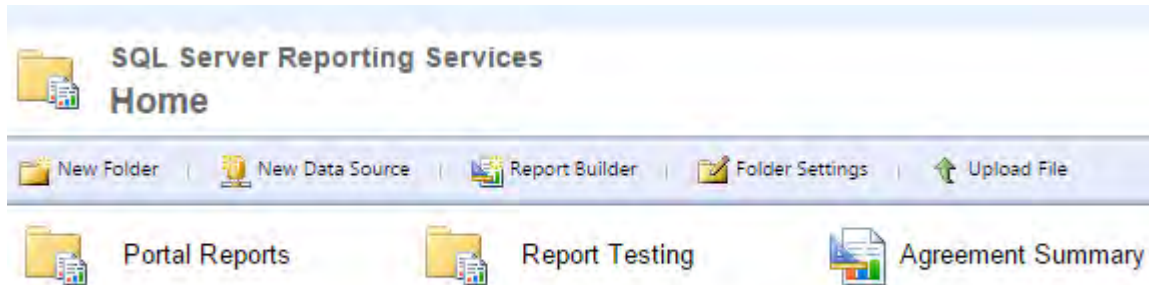 SQL Server Reporting Services
Home
New Folder | New Data Source | Report Builder | Folder Settings | Upload File
Portal Reports Report Testing Agreement Summary